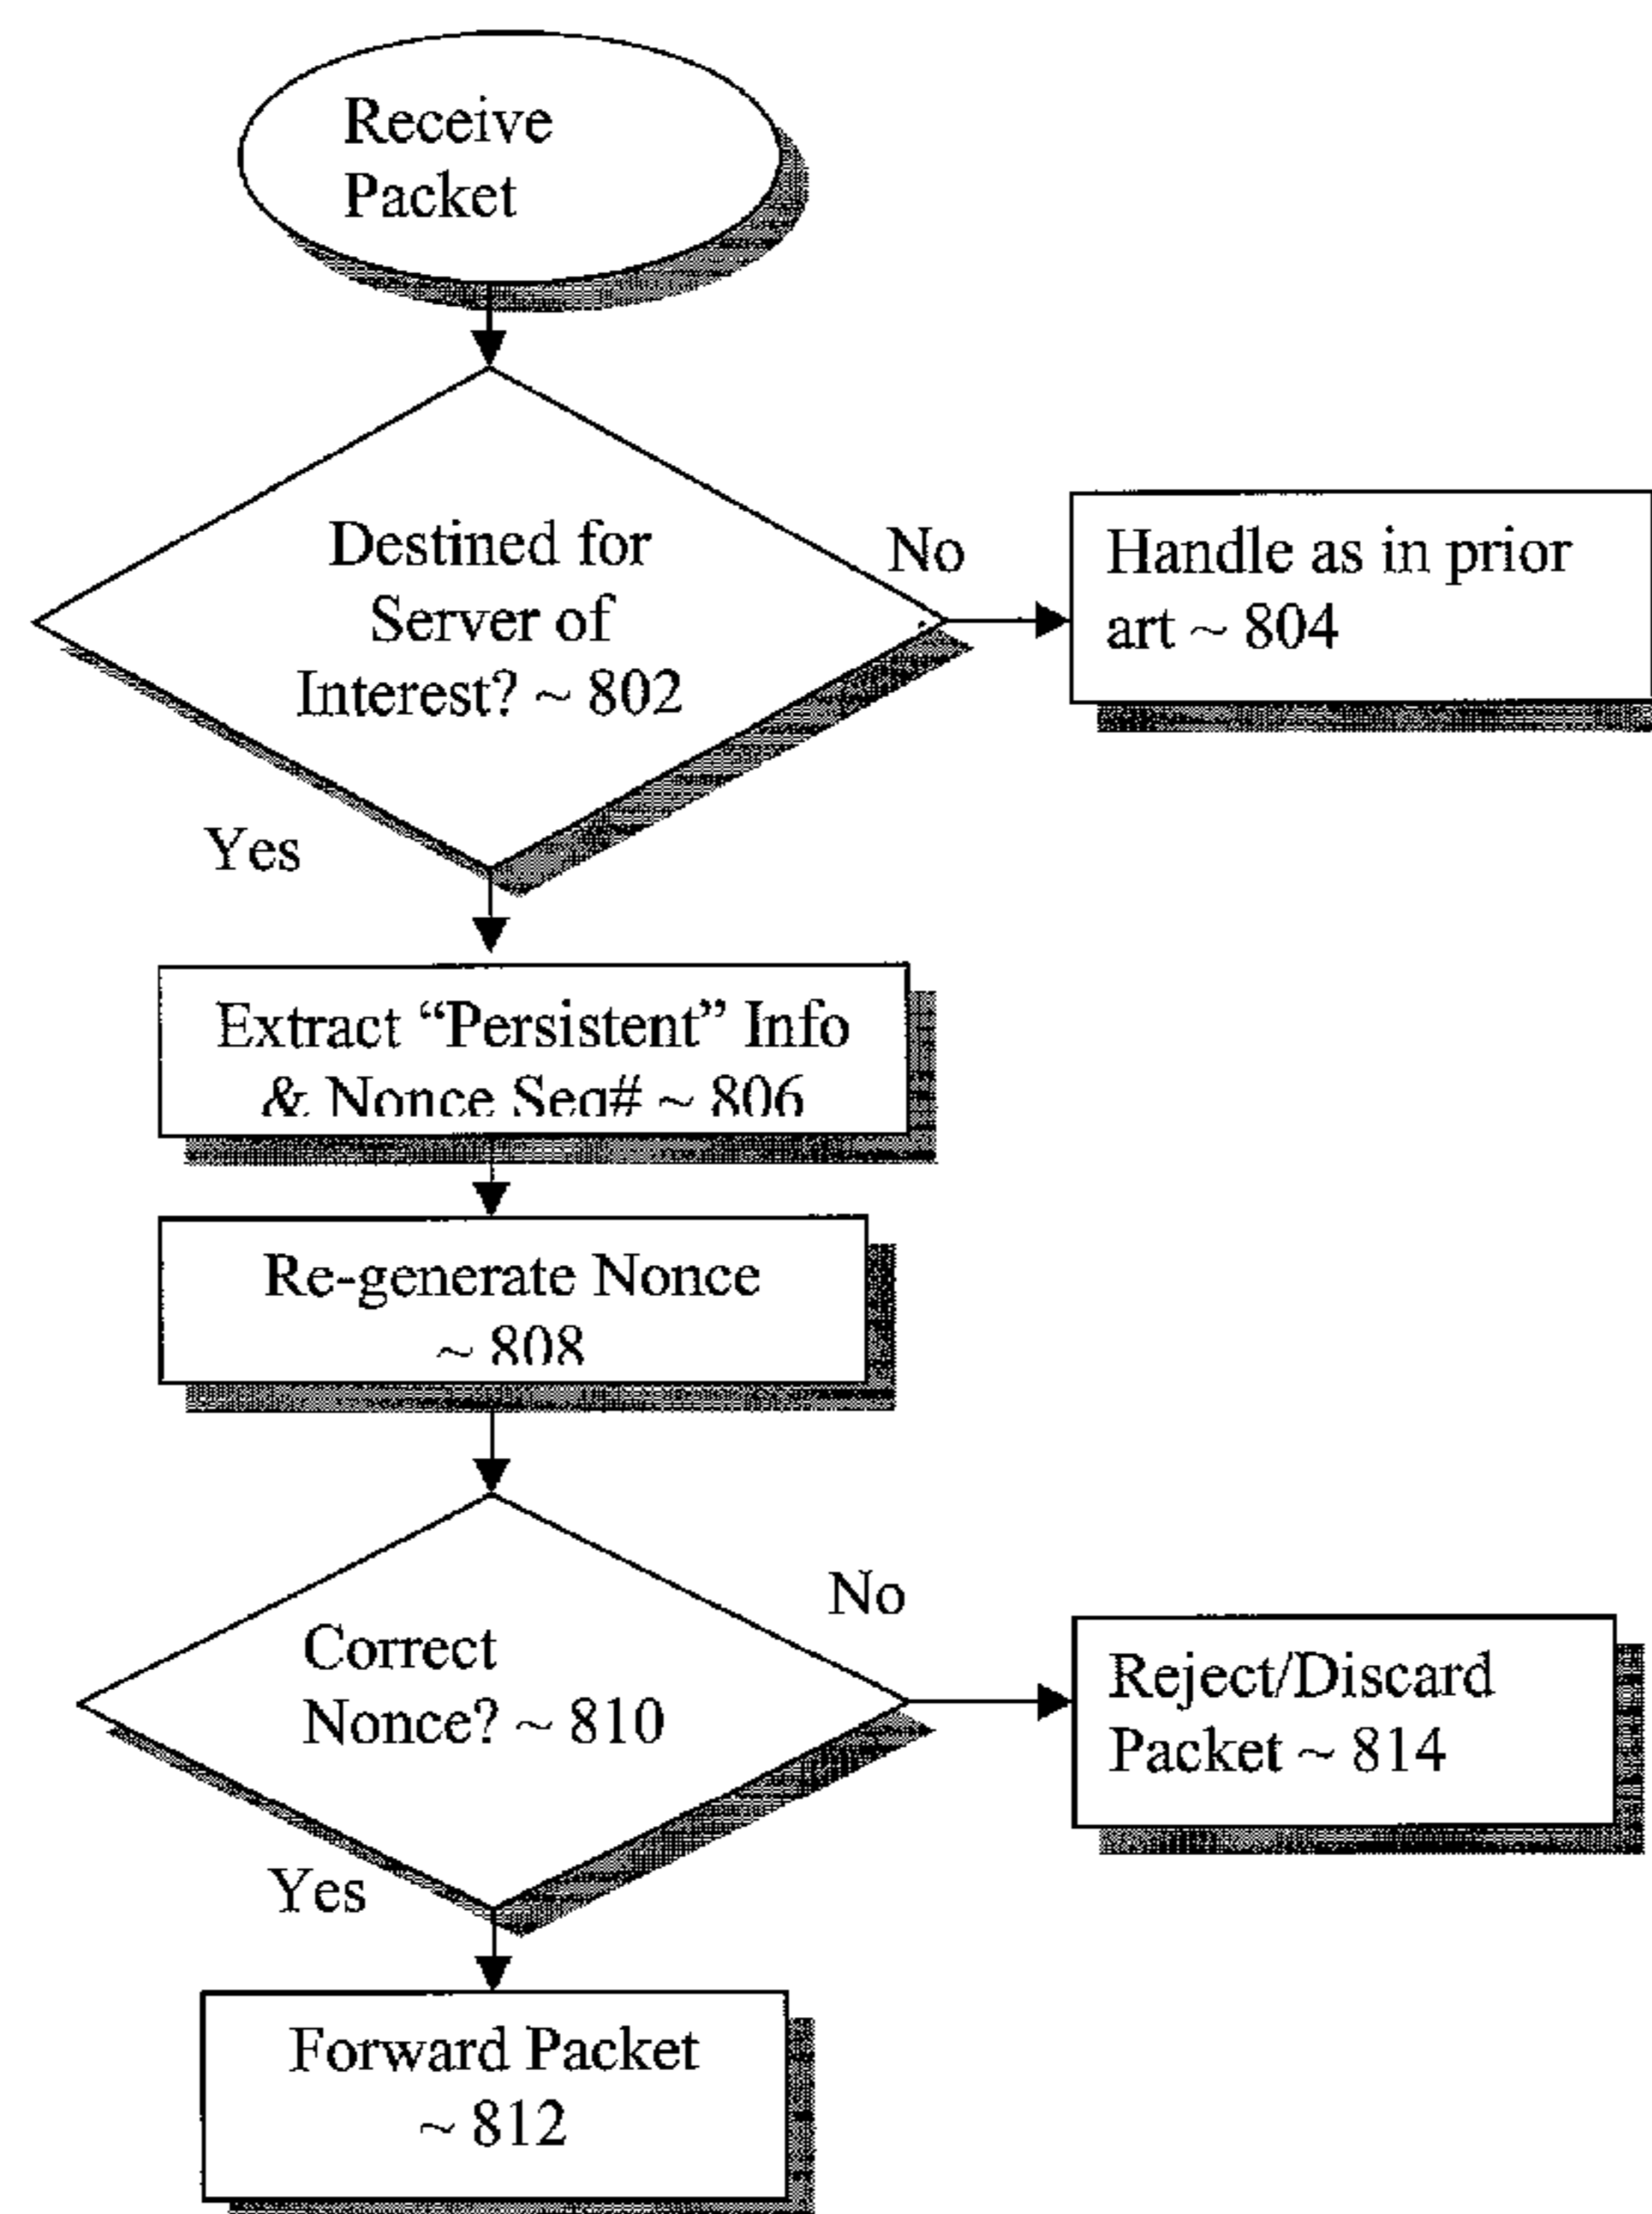 Receive
Packet
Destined for
Server of
Interest? ~ 802
No
Handle as in prior
art ~ 804
Yes
Extract “Persistent” Info
& Nonce Seq# ~ 806
Re-generate Nonce
~ 808
Correct
Nonce? ~ 810
No
Reject/Discard
Packet ~ 814
Yes
Forward Packet
~ 812